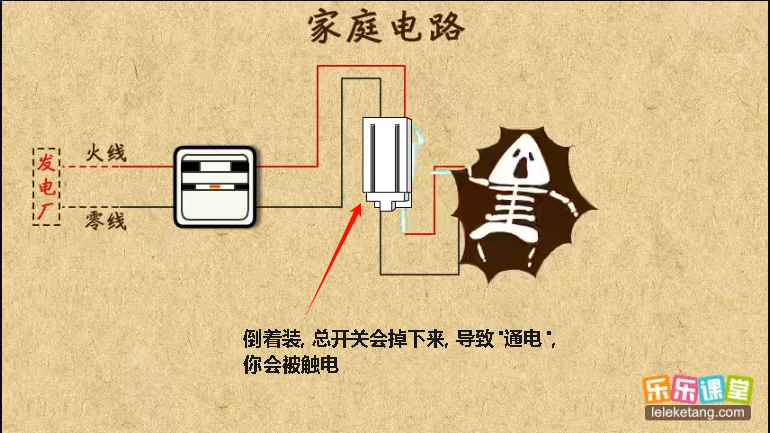 家庭电路
火线
发电厂
零线
倒着装, 总开关会掉下来, 导致"通电",
你会被触电
乐乐课堂
leleketang.com